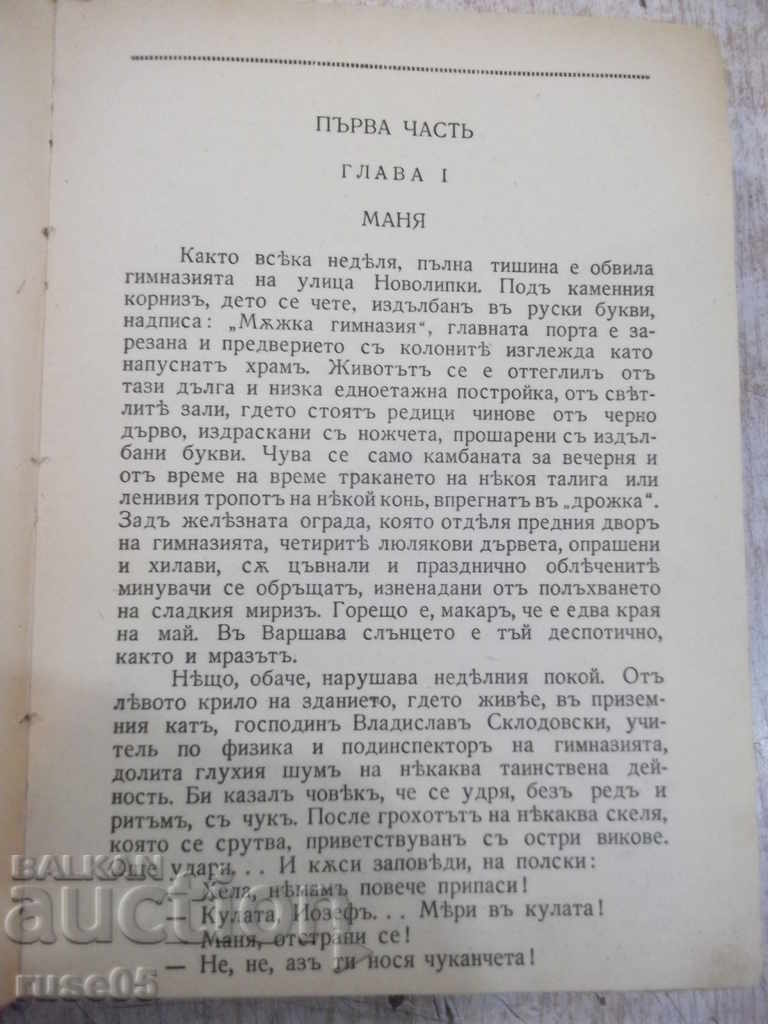 ПЪРВА ЧАСТЬ
ГЛАВА I
МАНЯ
Както всѣка недѣля, пълна тишина е обвила
гимназията на улица Новолипки. Подъ каменния
корнизъ, дето се чете, издълбанъ въ руски букви,
надписа: „Мѫжка гимназия“, главната порта е за-
резана и предверието съ колонитѣ изглежда като
напуснатъ храмъ. Животътъ се е оттеглилъ отъ
тази дълга и низка едноетажна постройка, отъ свѣт-
литѣ зали, гдето стоятъ редици чинове отъ черно
дърво, издраскани съ ножчета, прошарени съ издъл-
бани букви. Чува се само камбаната за вечерня и
отъ време на време тракането на нѣкоя талига или
ленивия тропотъ на нѣкой конь, впрегнатъ въ „дрожка“.
Задъ желѣзната ограда, която отдѣля предния дворъ
на гимназията, четиритѣ люлякови дървета, опрашени
и хилави, сѫ цъвнали и празднично облѣченитѣ
минувачи се обръщатъ, изненадани отъ полъхването
на сладкия миризъ. Горещо е, макаръ, че е едва края
на май. Въ Варшава слънцето е тъй деспотично,
както и мразътъ.
Нѣщо, обаче, нарушава недѣлния покой. Отъ
лѣвото крило на зданието, гдето живѣе, въ призем-
ния катъ, господинъ Владиславъ Склодовски, учи-
тель по физика и подинспекторъ на гимназията,
долита глухия шумъ на нѣкаква таинствена дей-
ность. Би казалъ човѣкъ, че се удря, безъ редъ и
ритъмъ, съ чукъ. После грохотътъ на нѣкаква скеля,
която се срутва, приветствуванъ съ остри викове.
Още удари... И кѫси заповѣди, на полски:
— Хела, нѣмамъ повече припаси!
— Кулата, Иозефъ... Мѣри въ кулата!
— Маня, отстрани се!
— Не, не, азъ ти нося чуканчета!
BALKAN
auction
ruse05